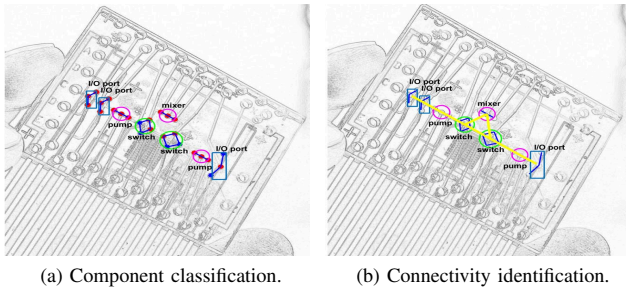 I/O port
I/O port
mixer
pump
switch
switch
I/O port
pump
I/O port
I/O port
mixer
pump
switch
switch
I/O port
pump
(a) Component classification.
(b) Connectivity identification.